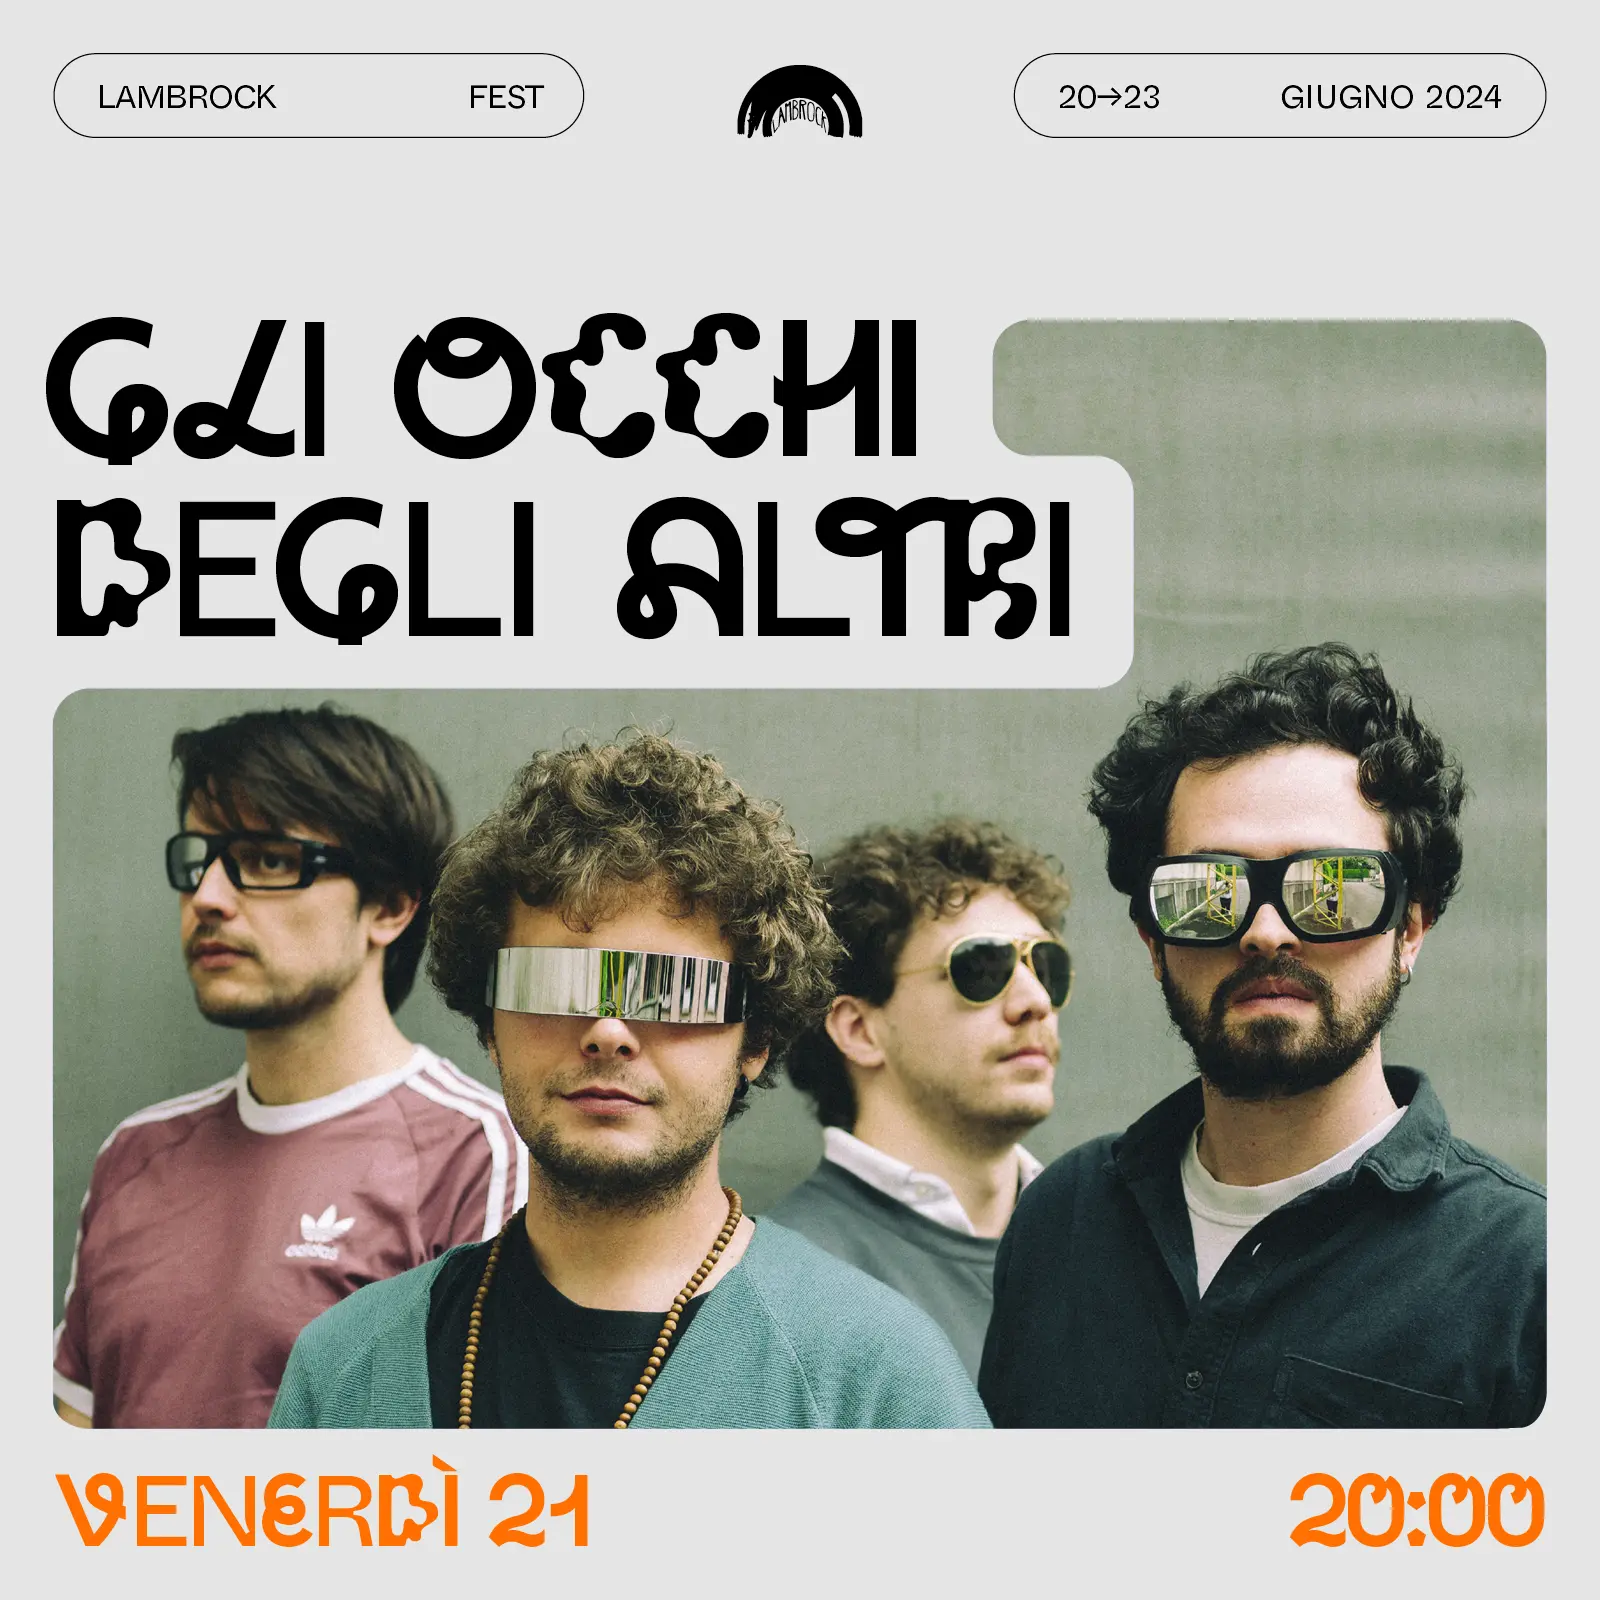 LAMBROCK FEST
LAMBROCK
20→23 GIUGNO 2024
GLI OCCHI
DEGLI ALTRI
adidas
VENERDÌ 21
20:00